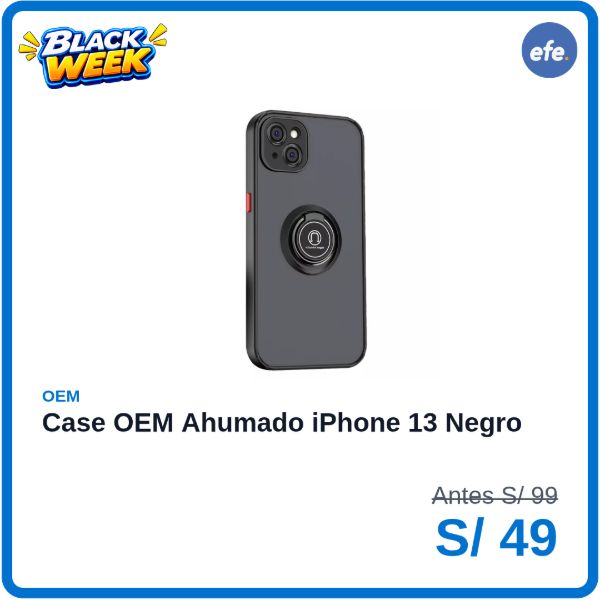 BLACK
WEEK
efe.
OEM
Case OEM Ahumado iPhone 13 Negro
Antes S/ 99
S/ 49